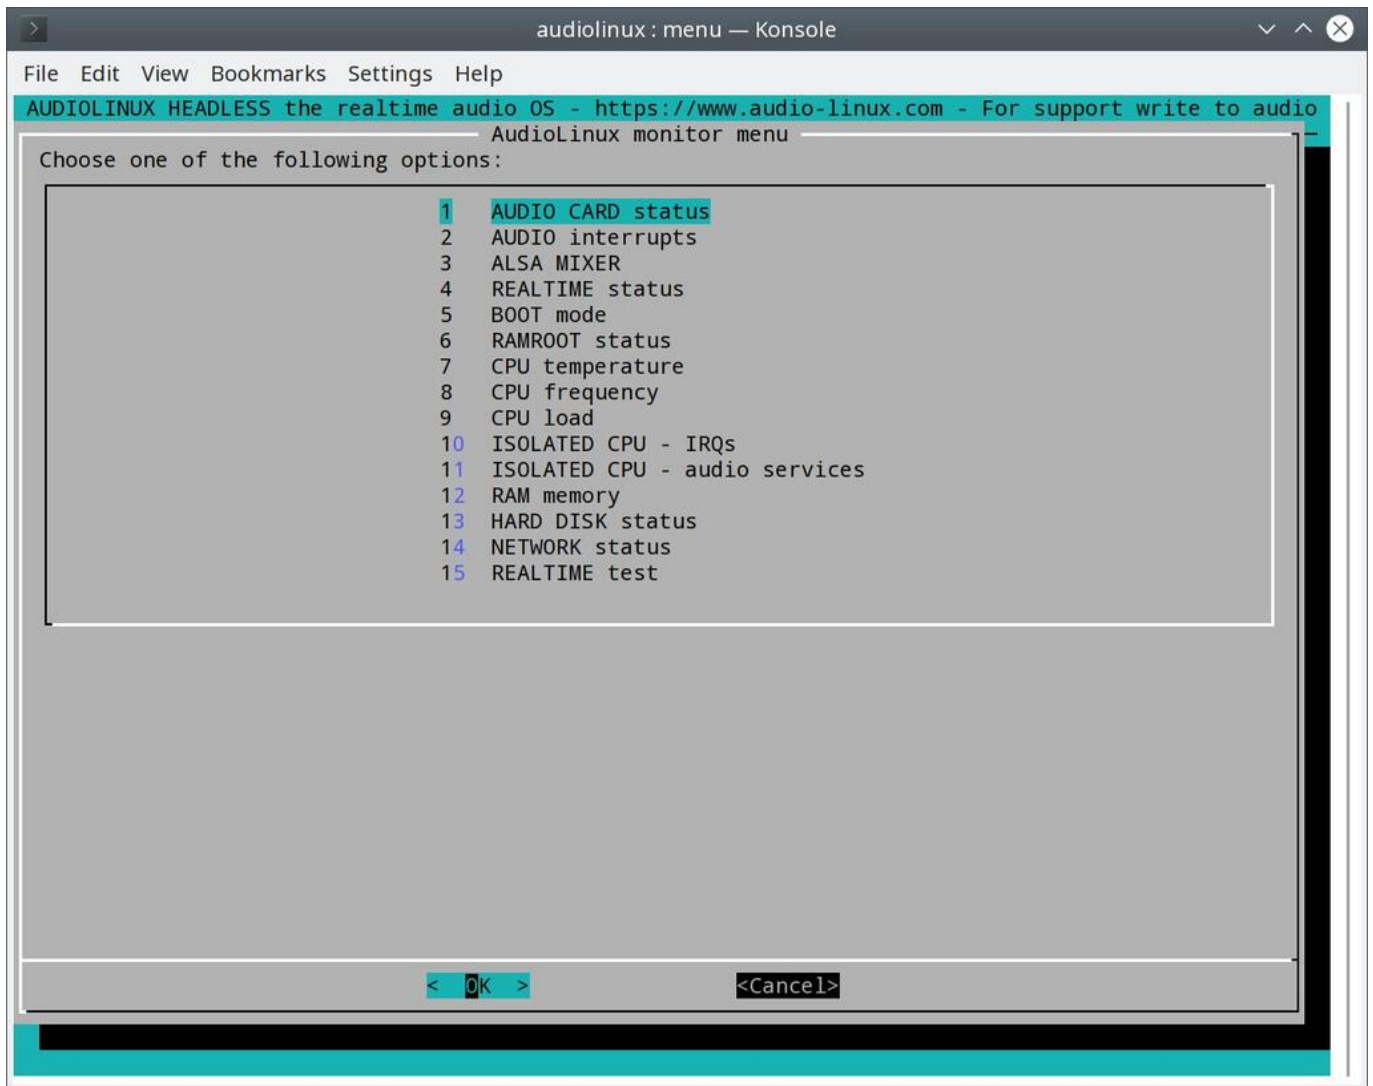 audiolinux : menu — Konsole
File Edit View Bookmarks Settings Help
AUDIOLINUX HEADLESS the realtime audio OS - https://www.audio-linux.com - For support write to audio
AudioLinux monitor menu
Choose one of the following options:
1 AUDIO CARD status
2 AUDIO interrupts
3 ALSA MIXER
4 REALTIME status
5 BOOT mode
6 RAMROOT status
7 CPU temperature
8 CPU frequency
9 CPU load
10 ISOLATED CPU - IRQs
11 ISOLATED CPU - audio services
12 RAM memory
13 HARD DISK status
14 NETWORK status
15 REALTIME test
< OK > <Cancel>